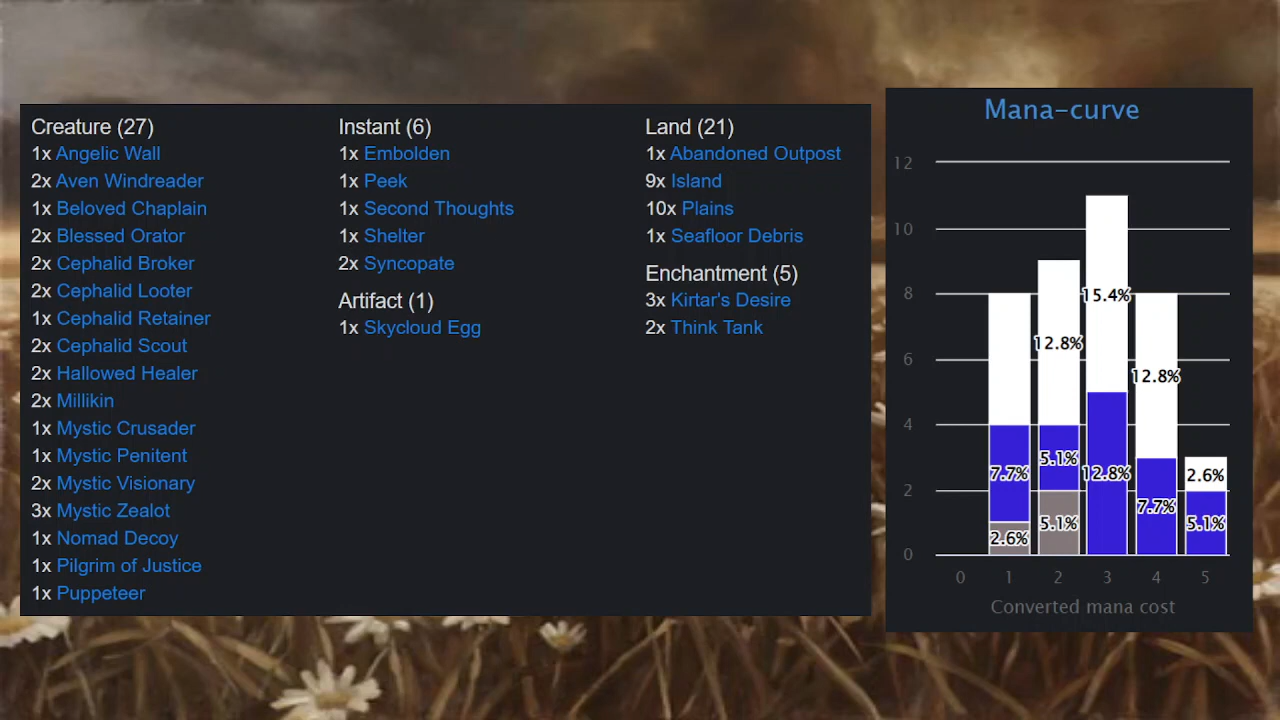 Creature (27)
1x Angelic Wall
2x Aven Windreader
1x Beloved Chaplain
2x Blessed Orator
2x Cephalid Broker
2x Cephalid Looter
1x Cephalid Retainer
2x Cephalid Scout
2x Hallowed Healer
2x Millikin
1x Mystic Crusader
1x Mystic Penitent
2x Mystic Visionary
3x Mystic Zealot
1x Nomad Decoy
1x Pilgrim of Justice
1x Puppeteer
Instant (6)
1x Embolden
1x Peek
1x Second Thoughts
1x Shelter
2x Syncopate
Artifact (1)
1x Skycloud Egg
Land (21)
1x Abandoned Outpost
9x Island
10x Plains
1x Seafloor Debris
Enchantment (5)
3x Kirtar's Desire
2x Think Tank
Mana-curve
12
10
8
6
4
2
0
15.4%
12.8%
12.8%
7.7%
5.1%
12.8%
2.6%
7.7%
5.1%
5.1%
2.6%
0 1 2 3 4 5
Converted mana cost